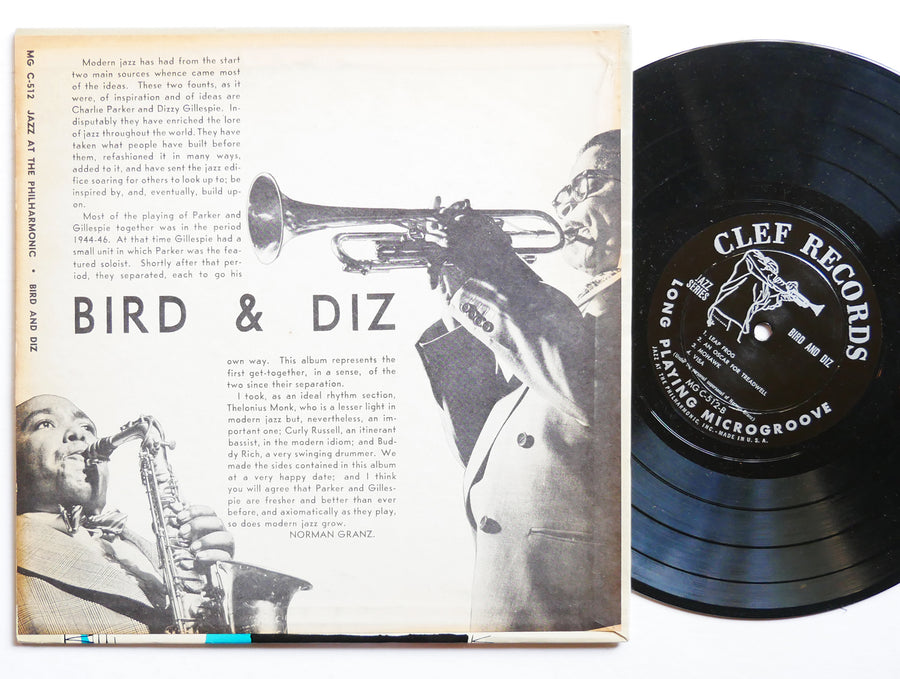 MG C-512 JAZZ AT THE PHILHARMONIC • BIRD AND DIZ
Modern jazz has had from the start
two main sources whence came most
of the ideas. These two founts, as it
were, of inspiration and of ideas are
Charlie Parker and Dizzy Gillespie. In-
disputably they have enriched the lore
of jazz throughout the world. They have
taken what people have built before
them, refashioned it in many ways,
added to it, and have sent the jazz edi-
fice soaring for others to look up to; be
inspired by, and, eventually, build up-
on.
Most of the playing of Parker and
Gillespie together was in the period
1944-46. At that time Gillespie had a
small unit in which Parker was the fea-
tured soloist. Shortly after that per-
iod, they separated, each to go his
BIRD & DIZ
own way. This album represents the
first get-together, in a sense, of the
two since their separation.
I took, as an ideal rhythm section,
Thelonius Monk, who is a lesser light in
modern jazz but, nevertheless, an im-
portant one; Curly Russell, an itinerant
bassist, in the modern idiom; and Bud-
dy Rich, a very swinging drummer. We
made the sides contained in this album
at a very happy date; and I think
you will agree that Parker and Gilles-
pie are fresher and better than ever
before, and axiomatically as they play,
so does modern jazz grow.
NORMAN GRANZ.
CLEF RECORDS
JAZZ
SERIES
BIRD AND DIZ
1. LEAP FROG
2. AN OSCAR FOR TREADWELL
3. MOHAWK
4. VISA
MG C-512-B
LONG PLAYING MICROGROOVE
JAZZ AT THE PHILHARMONIC, INC. • MADE IN U. S. A.